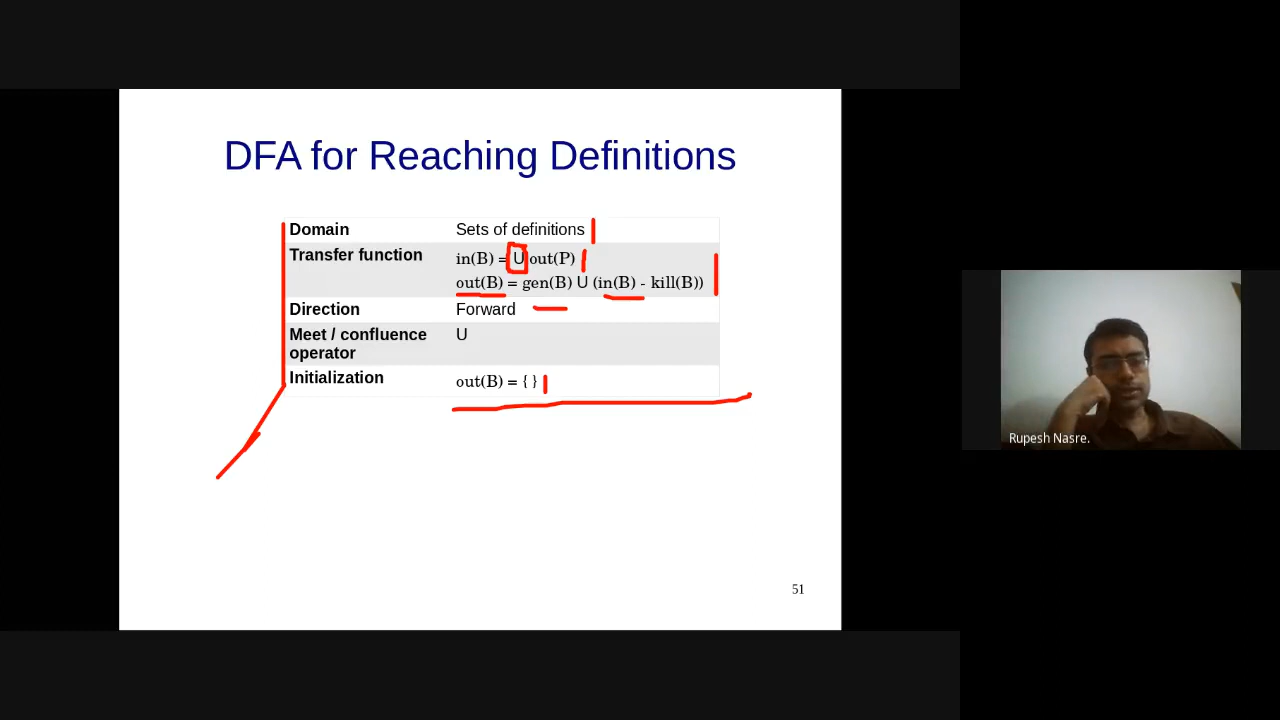 DFA for Reaching Definitions
Domain Sets of definitions
Transfer function in(B) = U out(P)
out(B) = gen(B) U (in(B) - kill(B))
Direction Forward
Meet / confluence operator U
Initialization out(B) = { }
51
Rupesh Nasre.